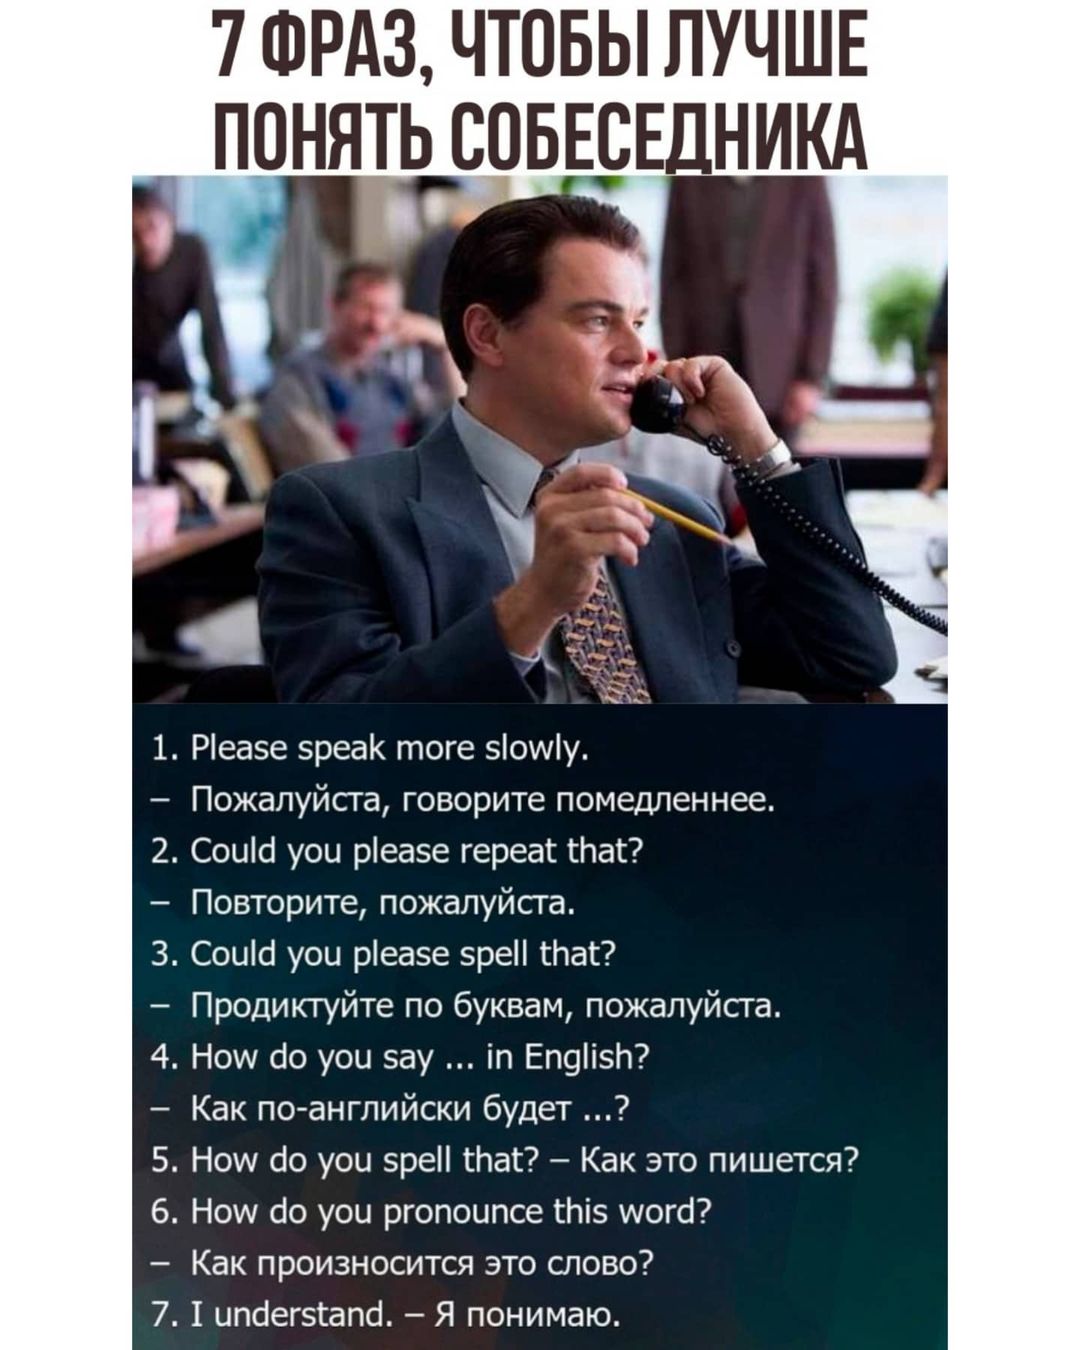 7 ФРАЗ, ЧТОБЫ ЛУЧШЕ
ПОНЯТЬ СОБЕСЕДНИКА
1. Please speak more slowly.
– Пожалуйста, говорите помедленнее.
2. Could you please repeat that?
– Повторите, пожалуйста.
3. Could you please spell that?
– Продиктуйте по буквам, пожалуйста.
4. How do you say ... in English?
– Как по-английски будет ...?
5. How do you spell that? – Как это пишется?
6. How do you pronounce this word?
– Как произносится это слово?
7. I understand. – Я понимаю.